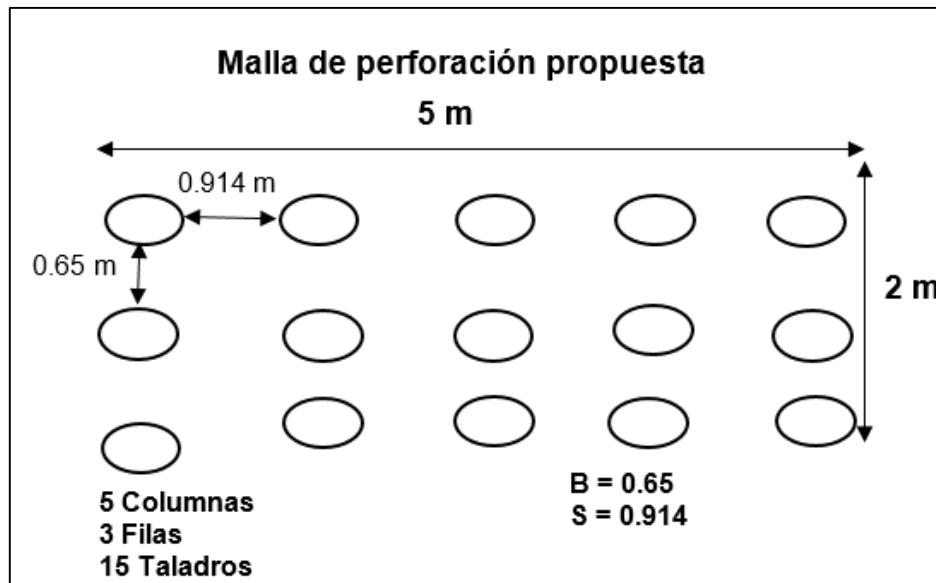 Malla de perforación propuesta
5 m
0.914 m
0.65 m
2 m
5 Columnas
3 Filas
15 Taladros
B = 0.65
S = 0.914